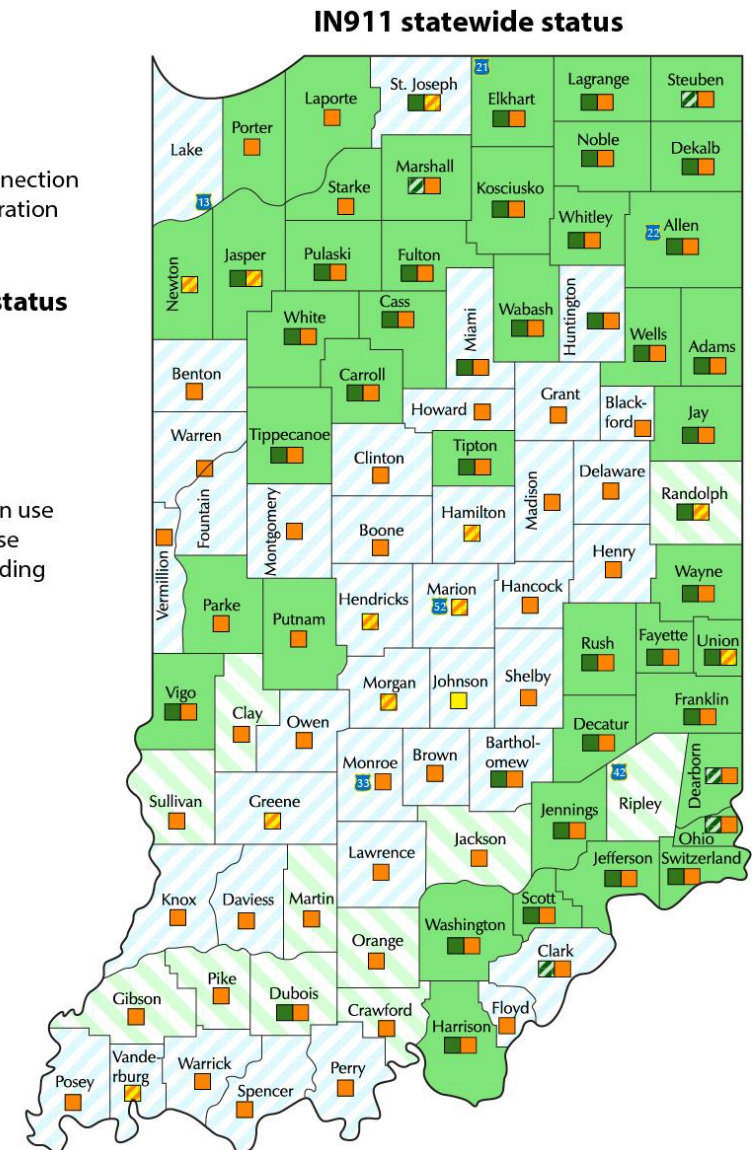 IN911 statewide status
nnection
ration
status
n use
se
ding
21
St. Joseph
Lagrange
Steuben
Elkhart
Laporte
Porter
Lake
Noble
Dekalb
Marshall
Starke
Kosciusko
13
Whitley
22
Allen
Jasper
Pulaski
Fulton
Newton
Cass
White
Miami
Wabash
Huntington
Wells
Adams
Benton
Carroll
Howard
Grant
Black-
ford
Jay
Warren
Tippecanoe
Clinton
Tipton
Delaware
Randolph
Fountain
Montgomery
Boone
Hamilton
Madison
Henry
Vermillion
Wayne
Parke
Putnam
Hendricks
Marion
52
Hancock
Rush
Fayette
Union
Vigo
Clay
Morgan
Johnson
Shelby
Franklin
Owen
Decatur
Monroe
33
Brown
Barthol-
omew
42
Dearborn
Sullivan
Greene
Ripley
Jennings
Ohio
Jackson
Lawrence
Jefferson
Switzerland
Knox
Daviess
Martin
Scott
Washington
Orange
Clark
Pike
Gibson
Dubois
Crawford
Floyd
Harrison
Vande-
rburg
Warrick
Posey
Spencer
Perry